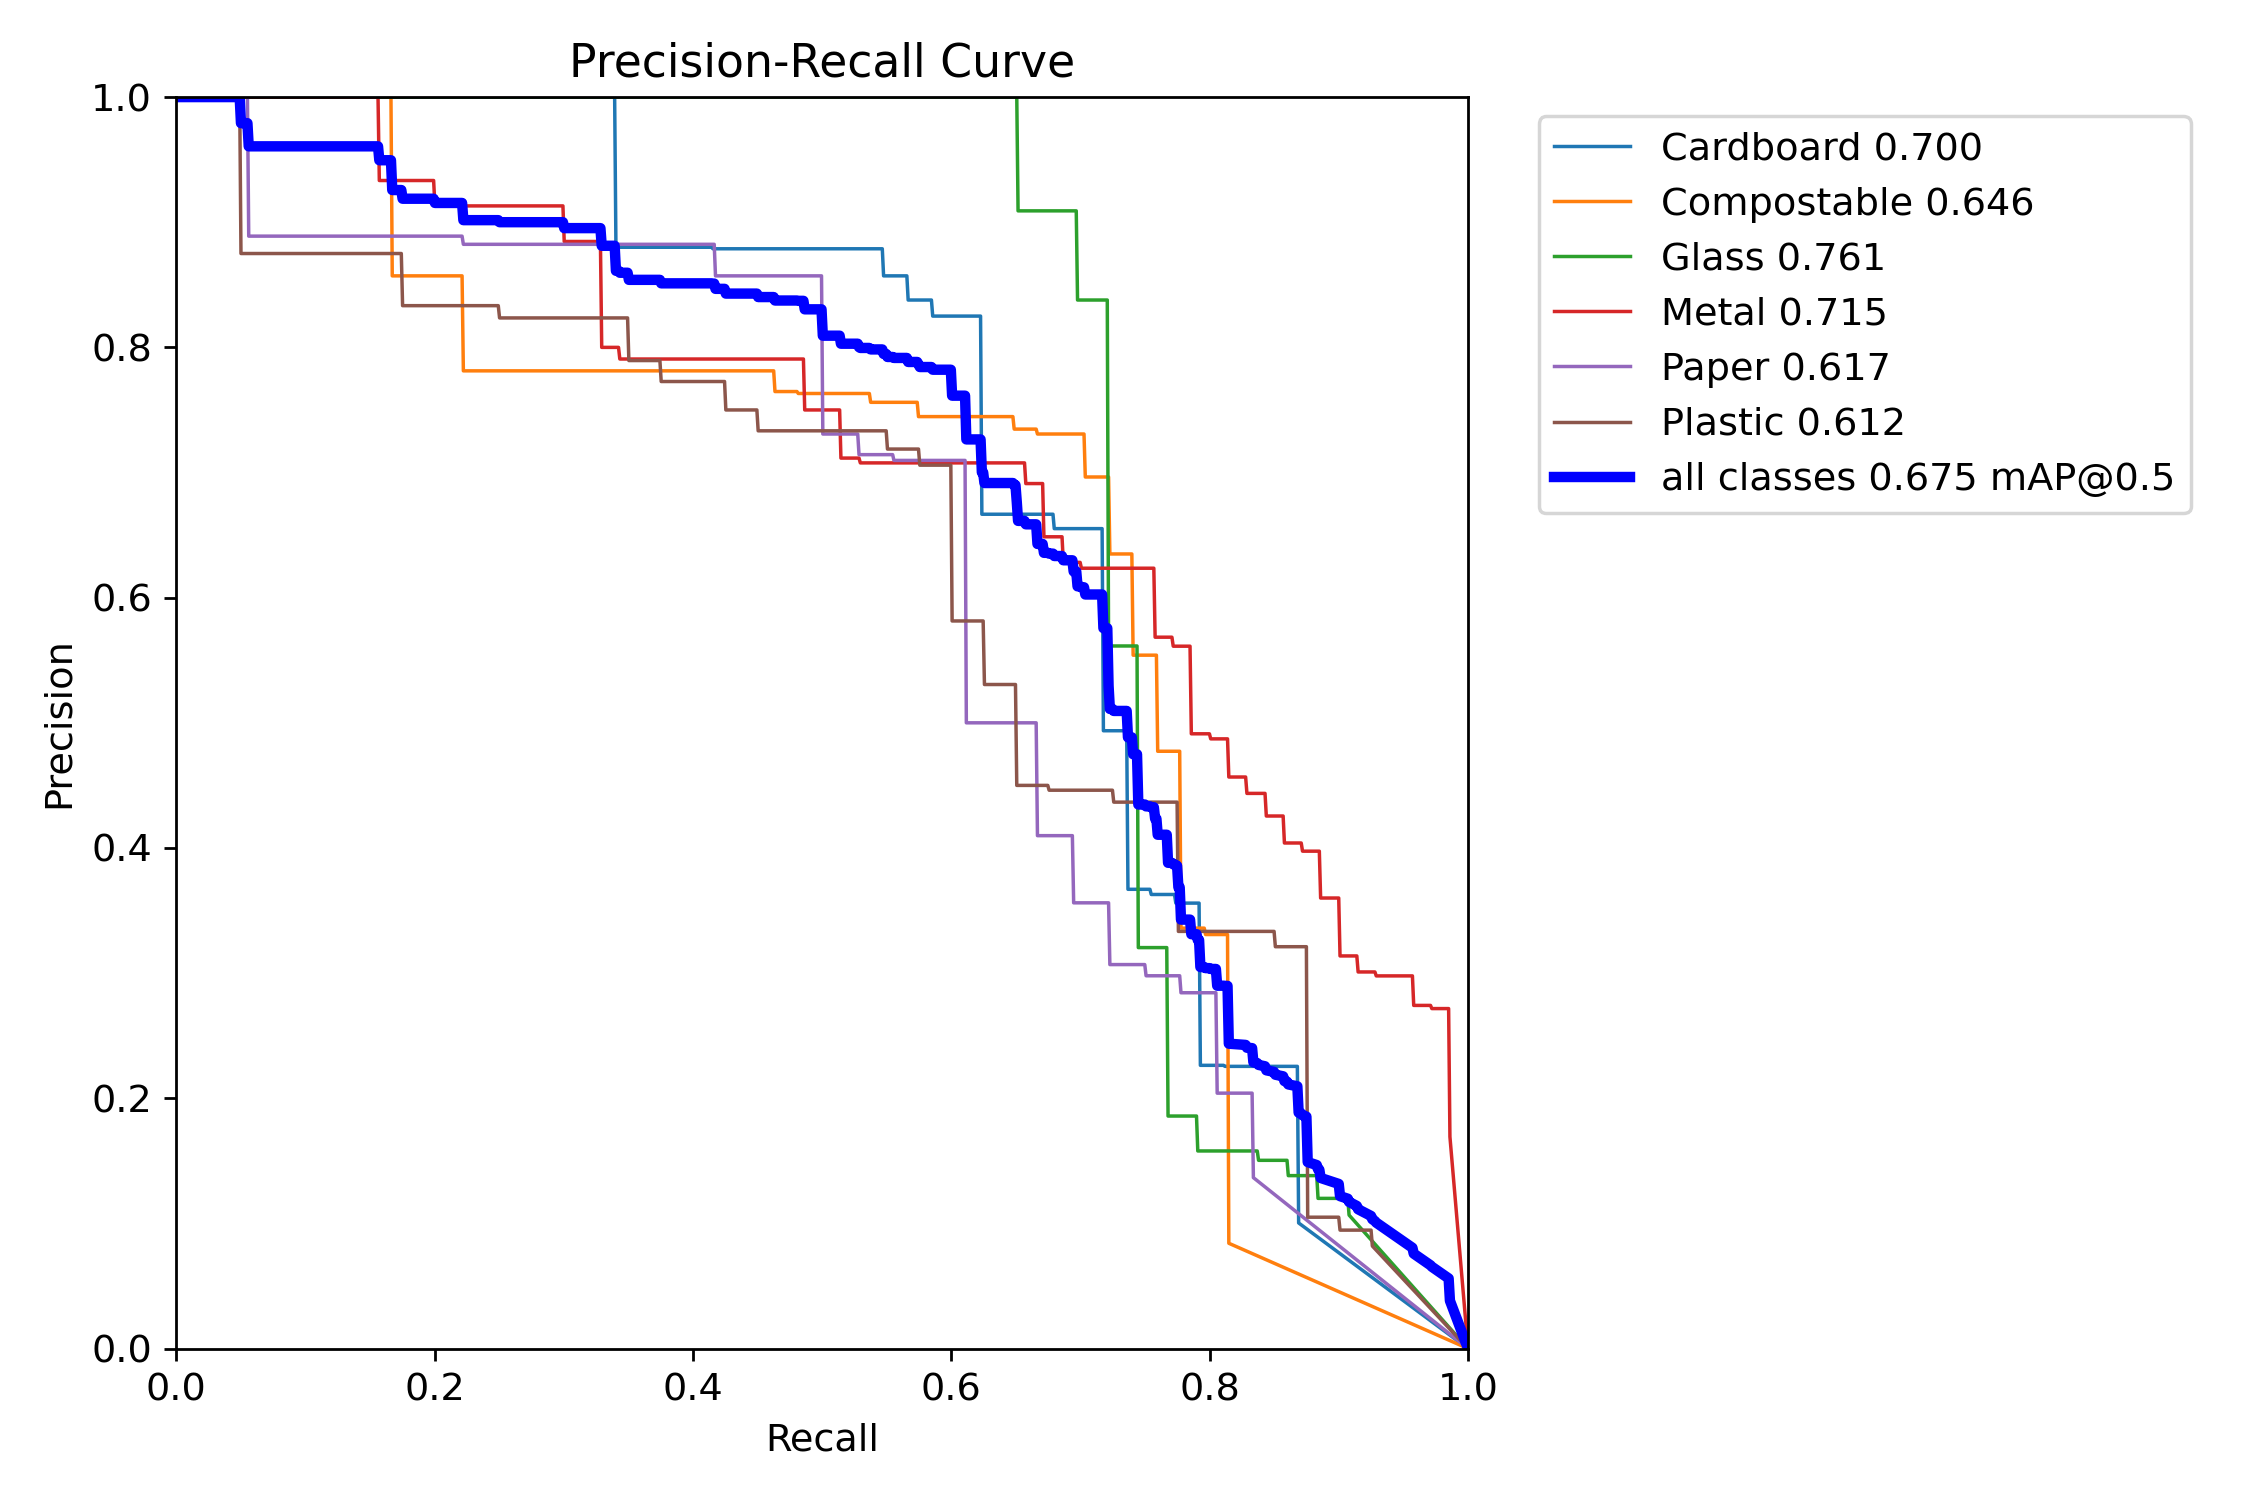 Precision-Recall Curve
1.0
0.8
0.6
0.4
0.2
0.0
Precision
0.0 0.2 0.4 0.6 0.8 1.0
Recall
Cardboard 0.700
Compostable 0.646
Glass 0.761
Metal 0.715
Paper 0.617
Plastic 0.612
all classes 0.675 mAP@0.5